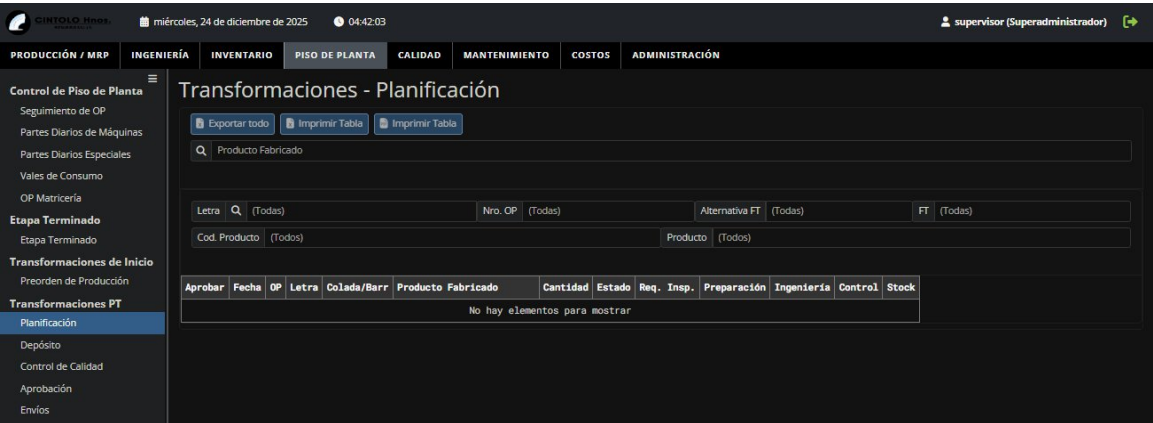 CINTOLO Hnos.
miércoles, 24 de diciembre de 2025
04:42:03
supervisor (Superadministrador)
PRODUCCIÓN / MRP
INGENIERÍA
INVENTARIO
PISO DE PLANTA
CALIDAD
MANTENIMIENTO
COSTOS
ADMINISTRACIÓN
Control de Piso de Planta
Seguimiento de OP
Partes Diarios de Máquinas
Partes Diarios Especiales
Vales de Consumo
OP Matricería
Etapa Terminado
Etapa Terminado
Transformaciones de Inicio
Preorden de Producción
Transformaciones PT
Planificación
Depósito
Control de Calidad
Aprobación
Envíos
Transformaciones - Planificación
Exportar todo
Imprimir Tabla
Imprimir Tabla
Producto Fabricado
Letra (Todas)
Nro. OP (Todas)
Alternativa FT (Todas)
FT (Todas)
Cod. Producto (Todos)
Producto (Todos)
Aprobar Fecha OP Letra Colada/Barr Producto Fabricado Cantidad Estado Req. Insp. Preparación Ingeniería Control Stock
No hay elementos para mostrar